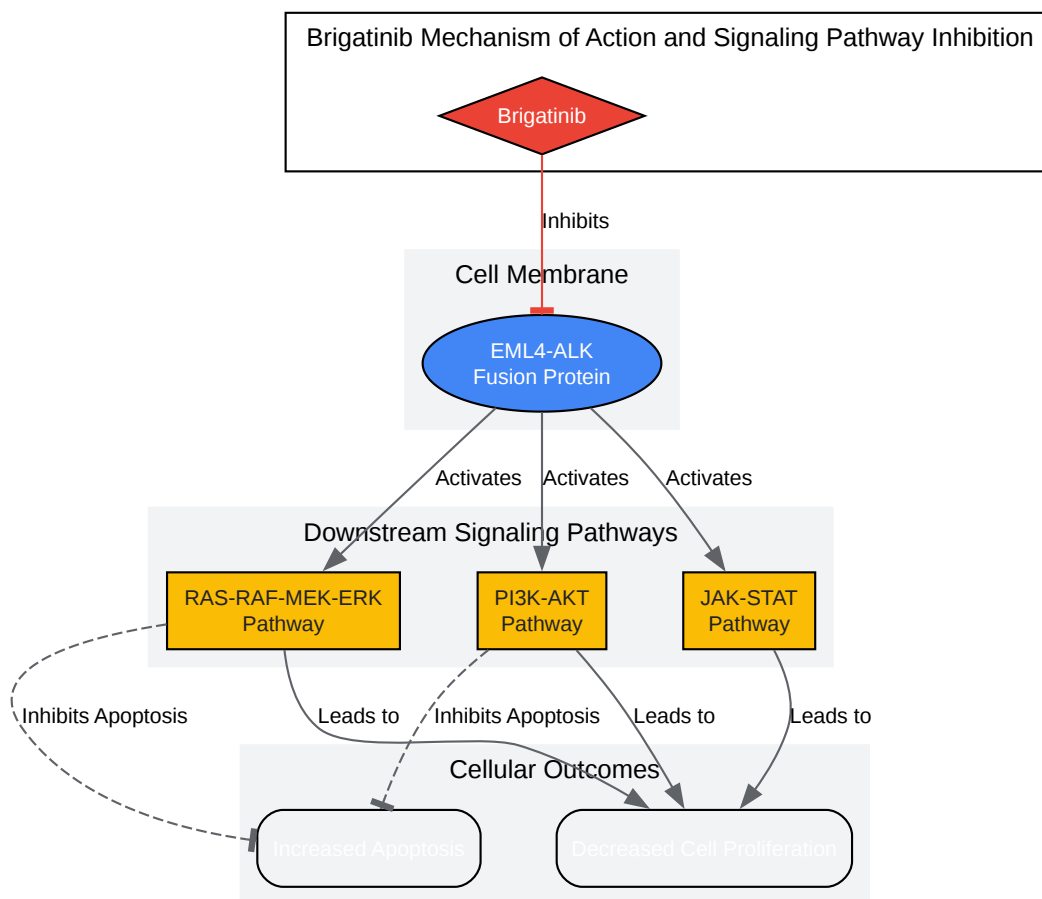 Brigatinib Mechanism of Action and Signaling Pathway Inhibition
Brigatinib
Inhibits
Cell Membrane
EML4-ALK
Fusion Protein
Activates
Activates
Activates
Downstream Signaling Pathways
RAS-RAF-MEK-ERK
Pathway
PI3K-AKT
Pathway
JAK-STAT
Pathway
Inhibits Apoptosis
Leads to
Inhibits Apoptosis
Leads to
Leads to
Cellular Outcomes
Increased Apoptosis
Decreased Cell Proliferation